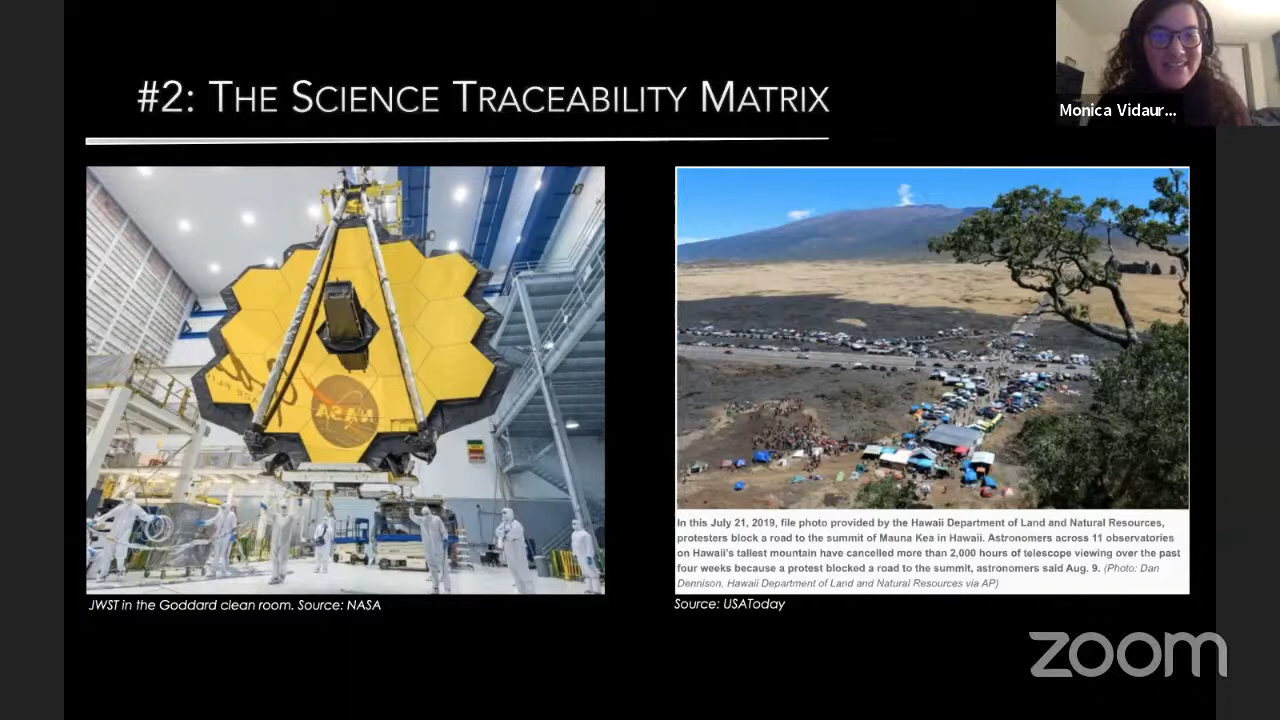 #2: THE SCIENCE TRACEABILITY MATRIX
Monica Vidaur...
NASA
In this July 21, 2019, file photo provided by the Hawaii Department of Land and Natural Resources,
protesters block a road to the summit of Mauna Kea in Hawaii. Astronomers across 11 observatories
on Hawaii's tallest mountain have cancelled more than 2,000 hours of telescope viewing over the past
four weeks because a protest blocked a road to the summit, astronomers said Aug. 9. (Photo: Dan
Dennison, Hawaii Department of Land and Natural Resources via AP)
JWST in the Goddard clean room. Source: NASA
Source: USAToday
zoom